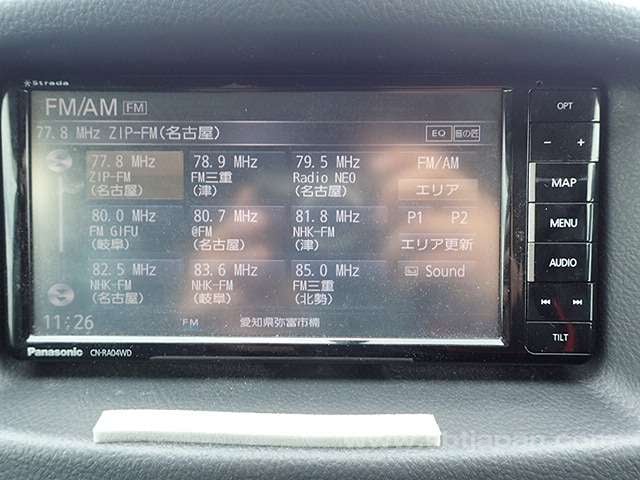 Strada
FM/AM FM
77.8 MHz ZIP-FM(名古屋) EQ 音の匠
77.8 MHz
ZIP-FM
(名古屋)
78.9 MHz
FM三重
(津)
79.5 MHz
Radio NEO
(名古屋)
FM/AM
エリア
80.0 MHz
FM GIFU
(岐阜)
80.7 MHz
@FM
(名古屋)
81.8 MHz
NHK-FM
(津)
P1 P2
エリア更新
82.5 MHz
NHK-FM
(名古屋)
83.6 MHz
NHK-FM
(岐阜)
85.0 MHz
FM三重
(北勢)
Sound
11:26 FM 愛知県弥富市楠
Panasonic CN-RA04WD
OPT
- +
MAP
MENU
AUDIO
TILT